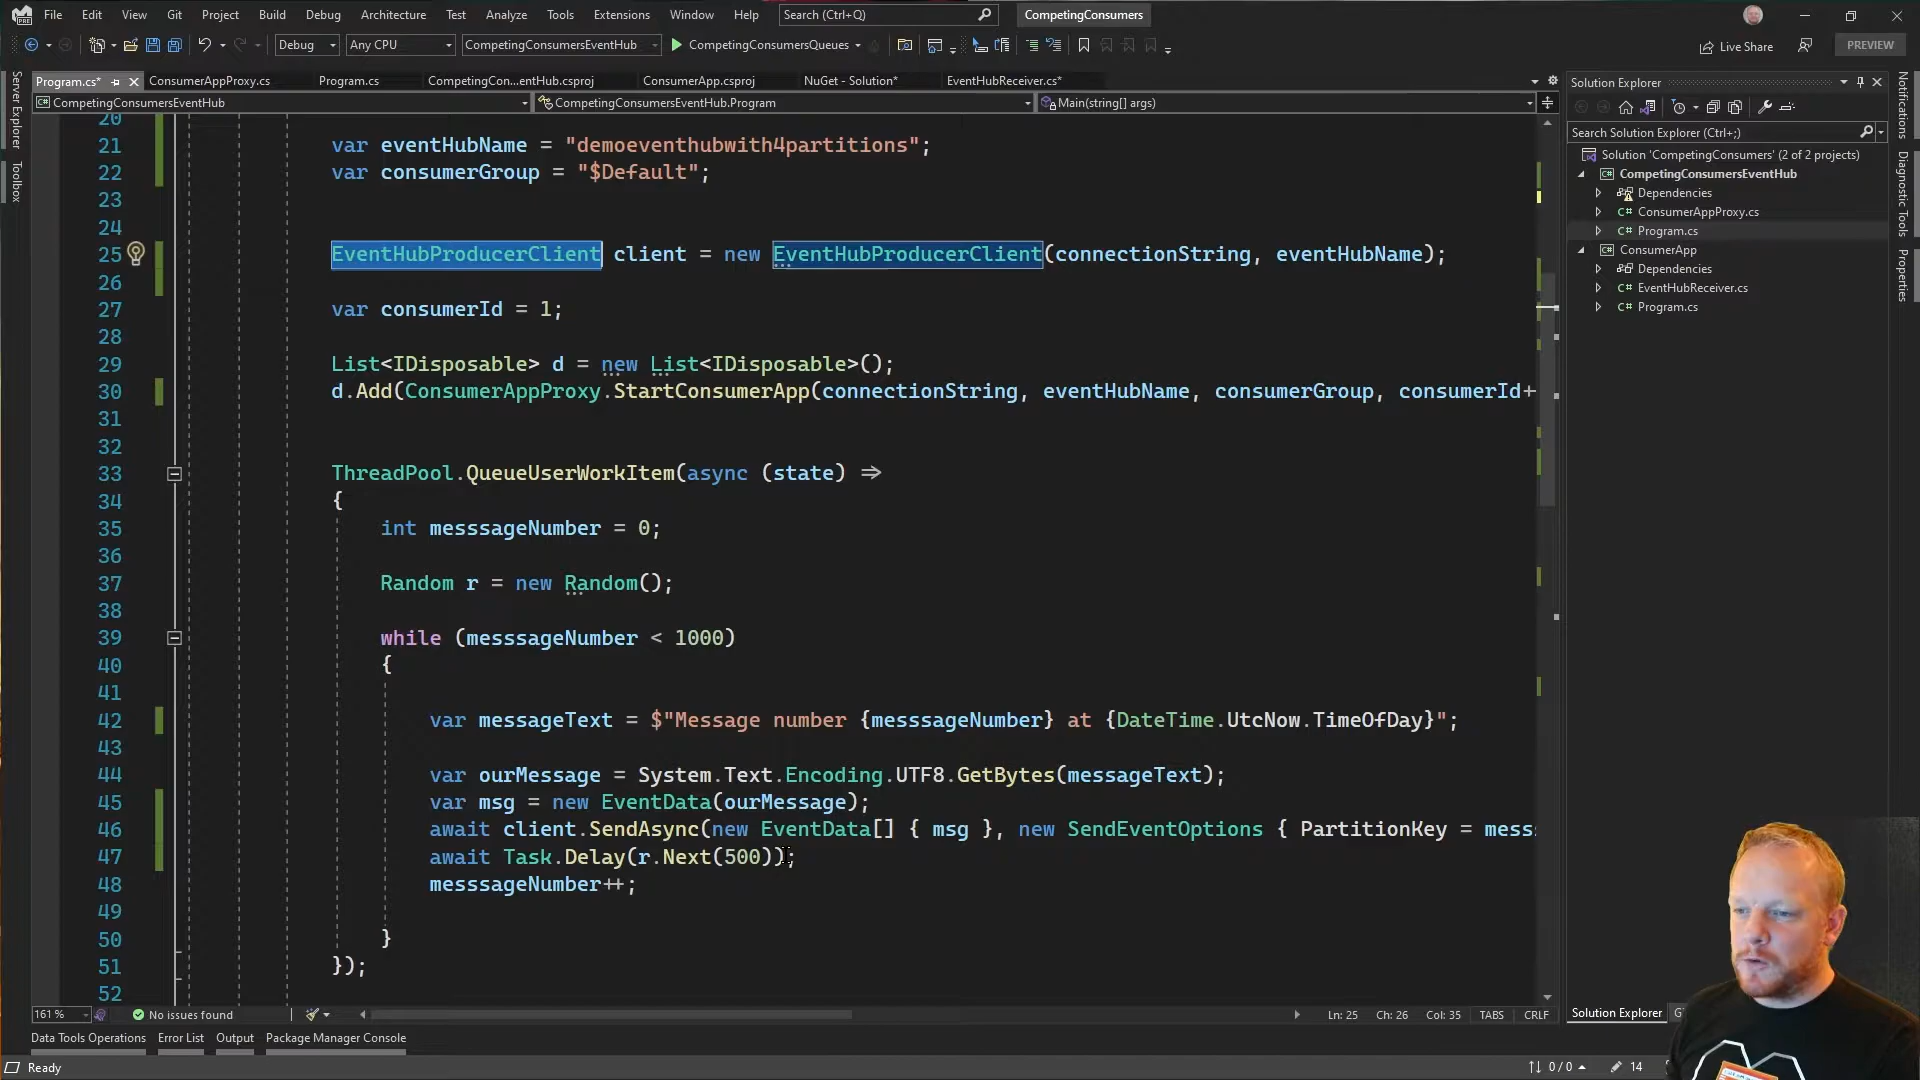 File Edit View Git Project Build Debug Architecture Test Analyze Tools Extensions Window Help Search (Ctrl+Q) CompetingConsumers
Debug Any CPU CompetingConsumersEventHub CompetingConsumersQueues Live Share PREVIEW
Program.cs* ConsumerAppProxy.cs Program.cs CompetingCon...entHub.csproj ConsumerApp.csproj NuGet - Solution* EventHubReceiver.cs*
CompetingConsumersEventHub CompetingConsumersEventHub.Program Main(string[] args)
Server Explorer
Toolbox
20
21 var eventHubName = "demoeventhubwith4partitions";
22 var consumerGroup = "$Default";
23
24
25 EventHubProducerClient client = new EventHubProducerClient(connectionString, eventHubName);
26
27 var consumerId = 1;
28
29 List<IDisposable> d = new List<IDisposable>();
30 d.Add(ConsumerAppProxy.StartConsumerApp(connectionString, eventHubName, consumerGroup, consumerId+
31
32
33 ThreadPool.QueueUserWorkItem(async (state) =>
34 {
35 int messsageNumber = 0;
36
37 Random r = new Random();
38
39 while (messsageNumber < 1000)
40 {
41
42 var messageText = $"Message number {messsageNumber} at {DateTime.UtcNow.TimeOfDay}";
43
44 var ourMessage = System.Text.Encoding.UTF8.GetBytes(messageText);
45 var msg = new EventData(ourMessage);
46 await client.SendAsync(new EventData[] { msg }, new SendEventOptions { PartitionKey = mess
47 await Task.Delay(r.Next(500));
48 messsageNumber++;
49
50 }
51 });
52
161 % No issues found Ln: 25 Ch: 26 Col: 35 TABS CRLF
Data Tools Operations Error List Output Package Manager Console
Ready 0 / 0 14
Solution Explorer
Search Solution Explorer (Ctrl+;)
Solution 'CompetingConsumers' (2 of 2 projects)
CompetingConsumersEventHub
Dependencies
C# ConsumerAppProxy.cs
C# Program.cs
ConsumerApp
Dependencies
C# EventHubReceiver.cs
C# Program.cs
Solution Explorer G
Notifications
Diagnostic Tools
Properties